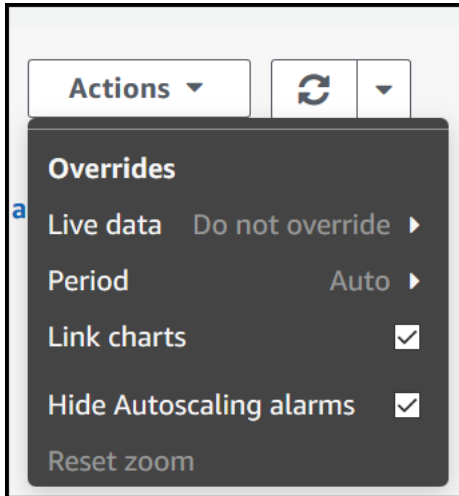 Actions
Overrides
a
Live data Do not override
Period Auto
Link charts
Hide Autoscaling alarms
Reset zoom